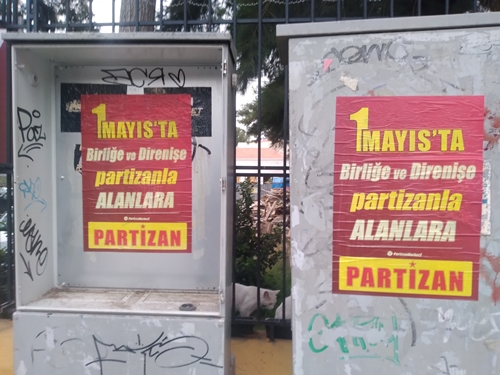 1 MAYIS'TA
Birliğe ve Direnişe
partizanla
ALANLARA
PARTİZAN
1 MAYIS'TA
Birliğe ve Direnişe
partizanla
ALANLARA
PARTİZAN